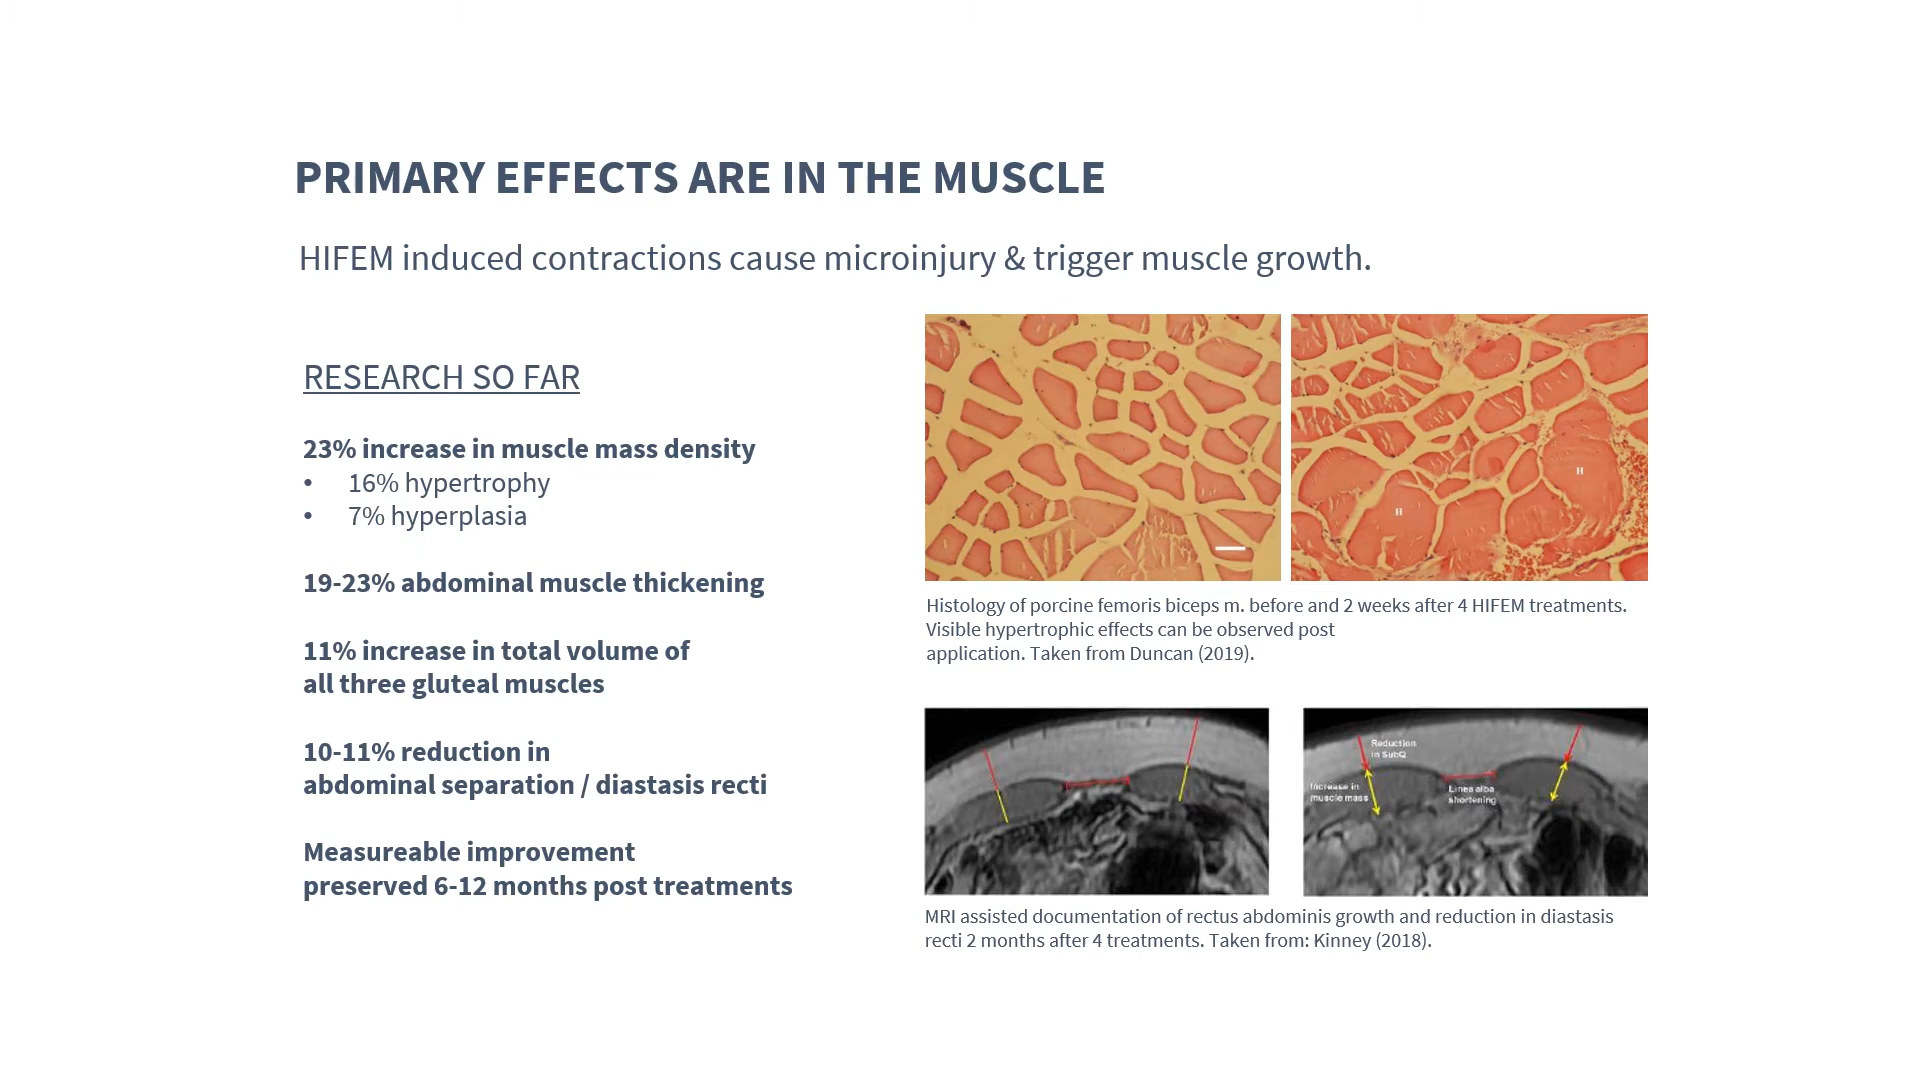 PRIMARY EFFECTS ARE IN THE MUSCLE
HIFEM induced contractions cause microinjury & trigger muscle growth.
RESEARCH SO FAR
23% increase in muscle mass density
• 16% hypertrophy
• 7% hyperplasia
19-23% abdominal muscle thickening
11% increase in total volume of
all three gluteal muscles
10-11% reduction in
abdominal separation / diastasis recti
Measureable improvement
preserved 6-12 months post treatments
H
H
Histology of porcine femoris biceps m. before and 2 weeks after 4 HIFEM treatments.
Visible hypertrophic effects can be observed post
application. Taken from Duncan (2019).
Reduction
in SubQ
Increase in
muscle mass
Linea alba
shortening
MRI assisted documentation of rectus abdominis growth and reduction in diastasis
recti 2 months after 4 treatments. Taken from: Kinney (2018).